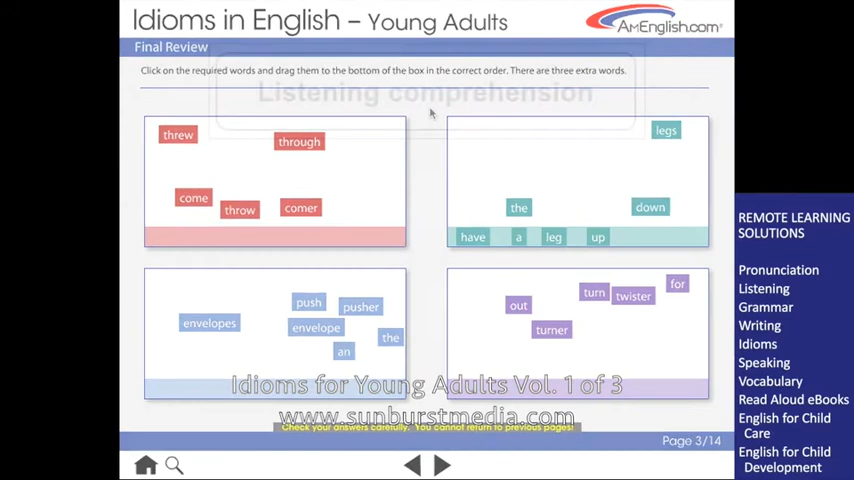 Idioms in English – Young Adults
AmEnglish.com
Final Review
Click on the required words and drag them to the bottom of the box in the correct order. There are three extra words.
Listening comprehension
threw
through
come
throw
comer
legs
the
down
have a leg up
push
pusher
envelopes
envelope
the
an
for
turn
twister
out
turner
Idioms for Young Adults Vol. 1 of 3
www.sunburstmedia.com
Check your answers carefully. You cannot return to previous pages!
Page 3/14
REMOTE LEARNING
SOLUTIONS
Pronunciation
Listening
Grammar
Writing
Idioms
Speaking
Vocabulary
Read Aloud eBooks
English for Child
Care
English for Child
Development